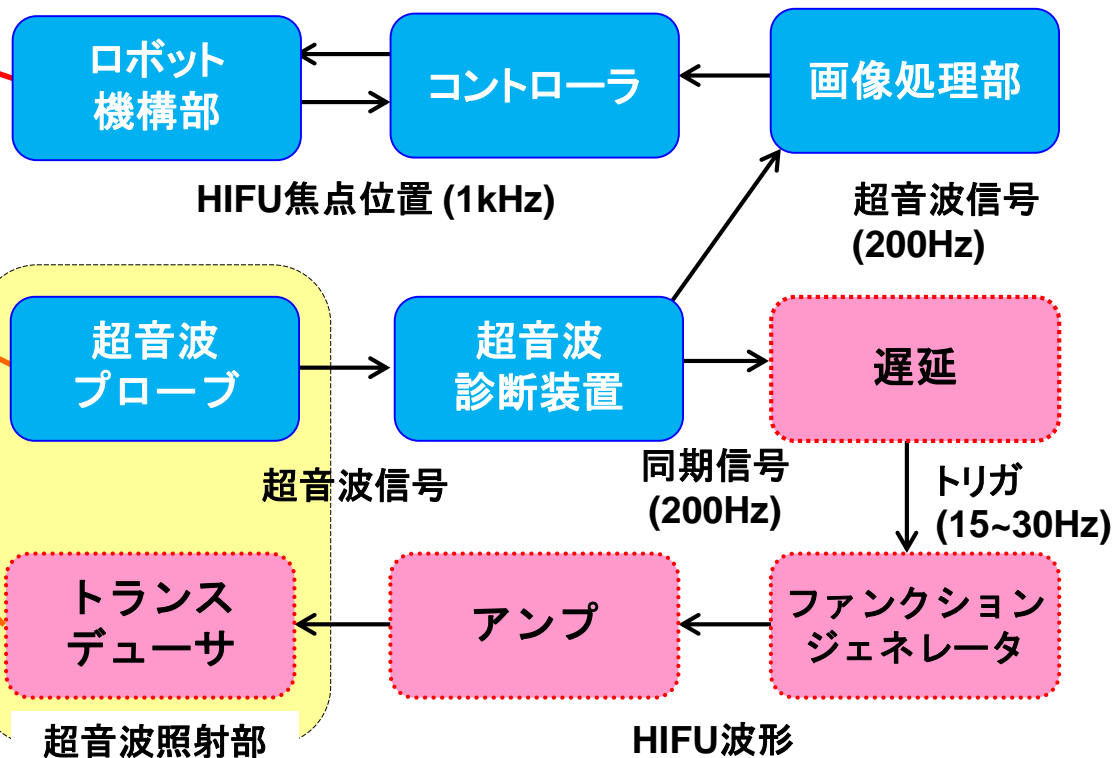 ロボット
機構部
コントローラ
画像処理部
HIFU焦点位置 (1kHz)
超音波信号
(200Hz)
超音波
プローブ
超音波
診断装置
遅延
超音波信号
同期信号
(200Hz)
トリガ
(15~30Hz)
トランス
デューサ
アンプ
ファンクション
ジェネレータ
超音波照射部
HIFU波形